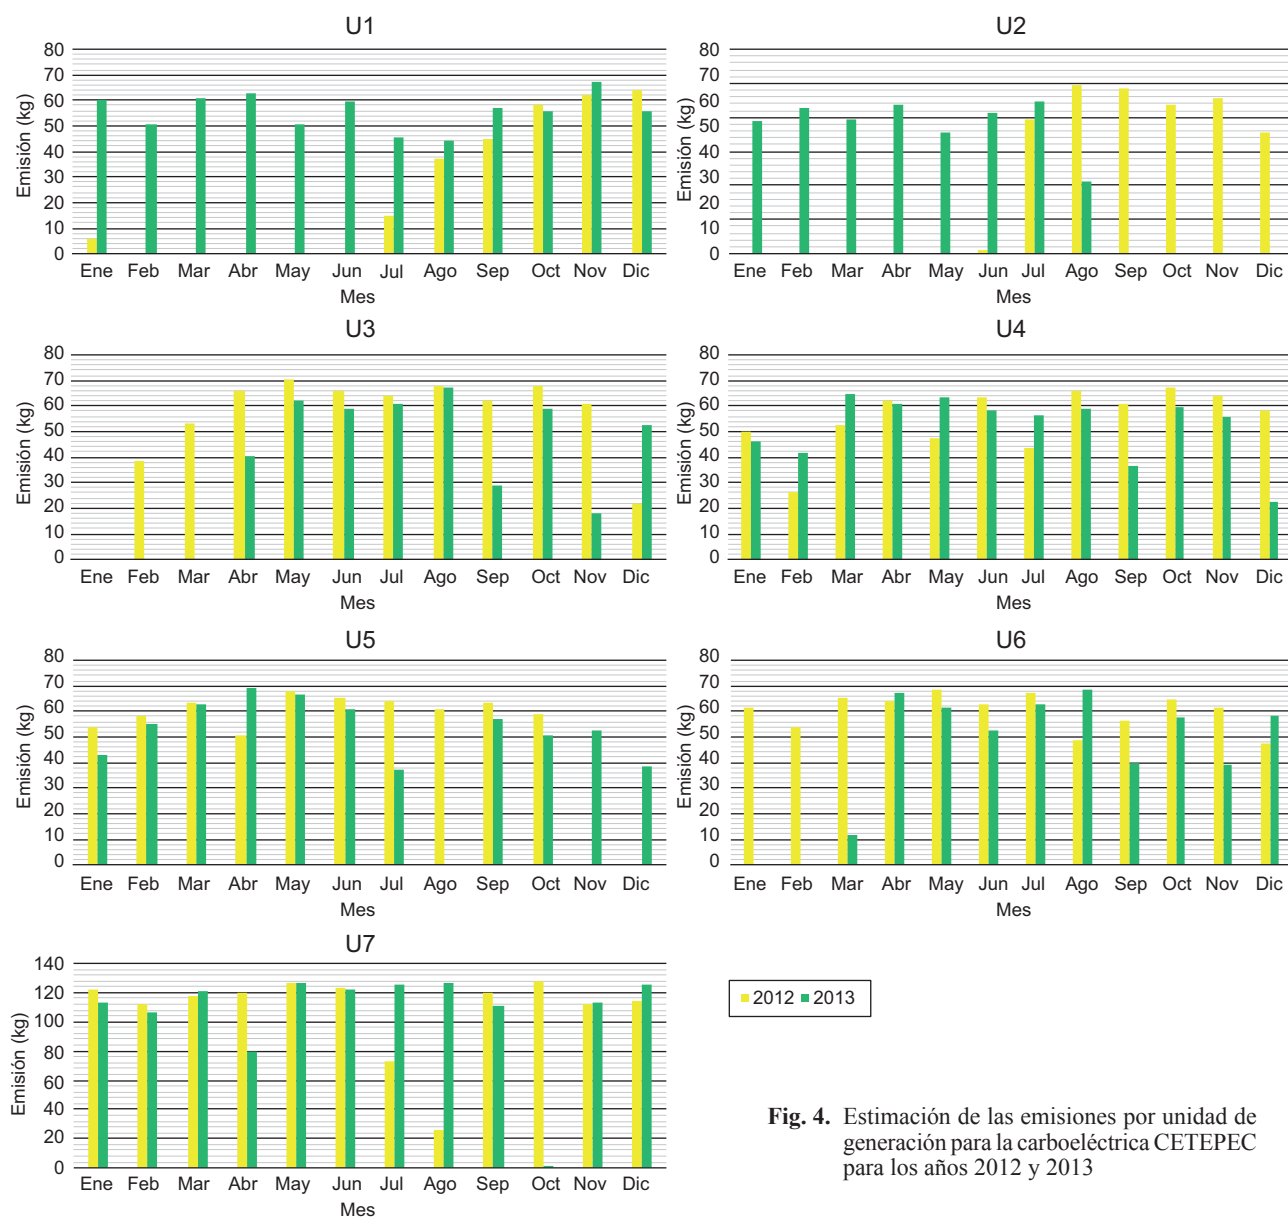 U1
80
70
60
50
40
30
20
10
0
Emisión (kg)
Ene Feb Mar Abr May Jun Jul Ago Sep Oct Nov Dic
Mes
U2
80
70
60
50
40
30
20
10
0
Emisión (kg)
Ene Feb Mar Abr May Jun Jul Ago Sep Oct Nov Dic
Mes
U3
80
70
60
50
40
30
20
10
0
Emisión (kg)
Ene Feb Mar Abr May Jun Jul Ago Sep Oct Nov Dic
Mes
U4
80
70
60
50
40
30
20
10
0
Emisión (kg)
Ene Feb Mar Abr May Jun Jul Ago Sep Oct Nov Dic
Mes
U5
80
70
60
50
40
30
20
10
0
Emisión (kg)
Ene Feb Mar Abr May Jun Jul Ago Sep Oct Nov Dic
Mes
U6
80
70
60
50
40
30
20
10
0
Emisión (kg)
Ene Feb Mar Abr May Jun Jul Ago Sep Oct Nov Dic
Mes
U7
140
120
100
80
60
40
20
0
Emisión (kg)
Ene Feb Mar Abr May Jun Jul Ago Sep Oct Nov Dic
Mes
2012 2013
Fig. 4. Estimación de las emisiones por unidad de
generación para la carboeléctrica CETEPEC
para los años 2012 y 2013